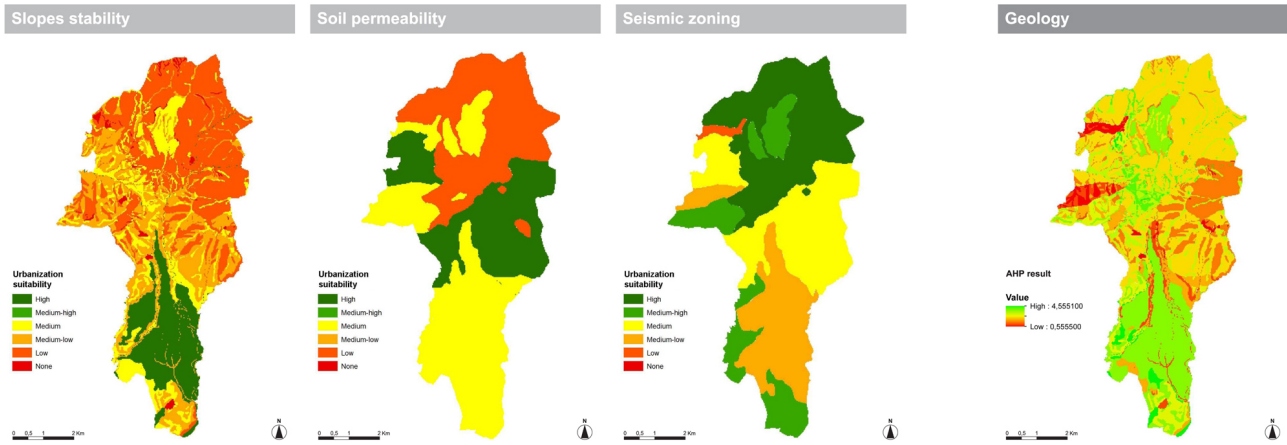 Slopes stability
Soil permeability
Seismic zoning
Geology
Urbanization
suitability
High
Medium-high
Medium
Medium-low
Low
None
0 0,5 1 2 Km
N
Urbanization
suitability
High
Medium-high
Medium
Medium-low
Low
None
0 0,5 1 2 Km
N
Urbanization
suitability
High
Medium-high
Medium
Medium-low
Low
None
0 0,5 1 2 Km
N
AHP result
Value
High : 4,555100
Low : 0,555500
0 0,5 1 2 Km
N